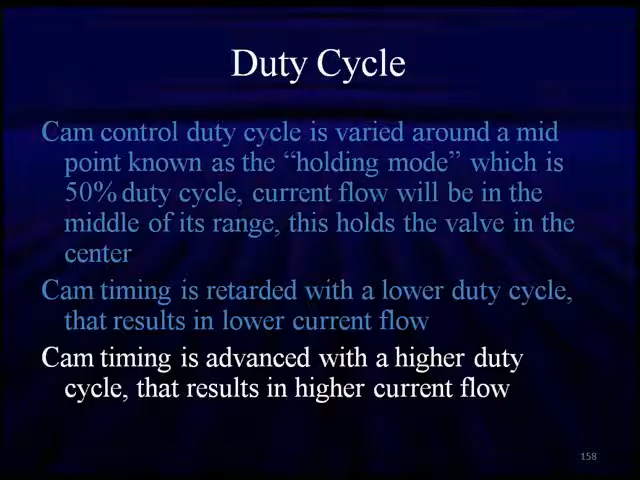 Duty Cycle
Cam control duty cycle is varied around a mid
point known as the “holding mode” which is
50% duty cycle, current flow will be in the
middle of its range, this holds the valve in the
center
Cam timing is retarded with a lower duty cycle,
that results in lower current flow
Cam timing is advanced with a higher duty
cycle, that results in higher current flow
158